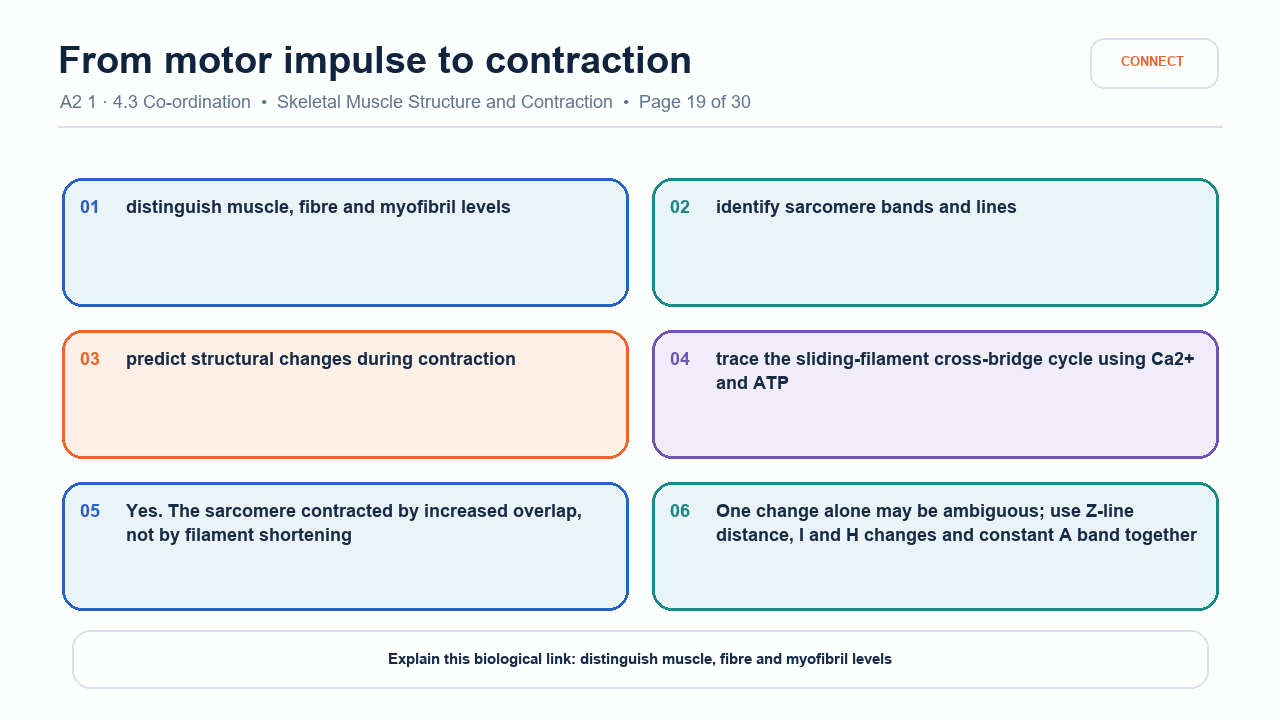 From motor impulse to contraction
CONNECT
A2 1 · 4.3 Co-ordination • Skeletal Muscle Structure and Contraction • Page 19 of 30
01 distinguish muscle, fibre and myofibril levels
02 identify sarcomere bands and lines
03 predict structural changes during contraction
04 trace the sliding-filament cross-bridge cycle using Ca2+
and ATP
05 Yes. The sarcomere contracted by increased overlap,
not by filament shortening
06 One change alone may be ambiguous; use Z-line
distance, I and H changes and constant A band together
Explain this biological link: distinguish muscle, fibre and myofibril levels